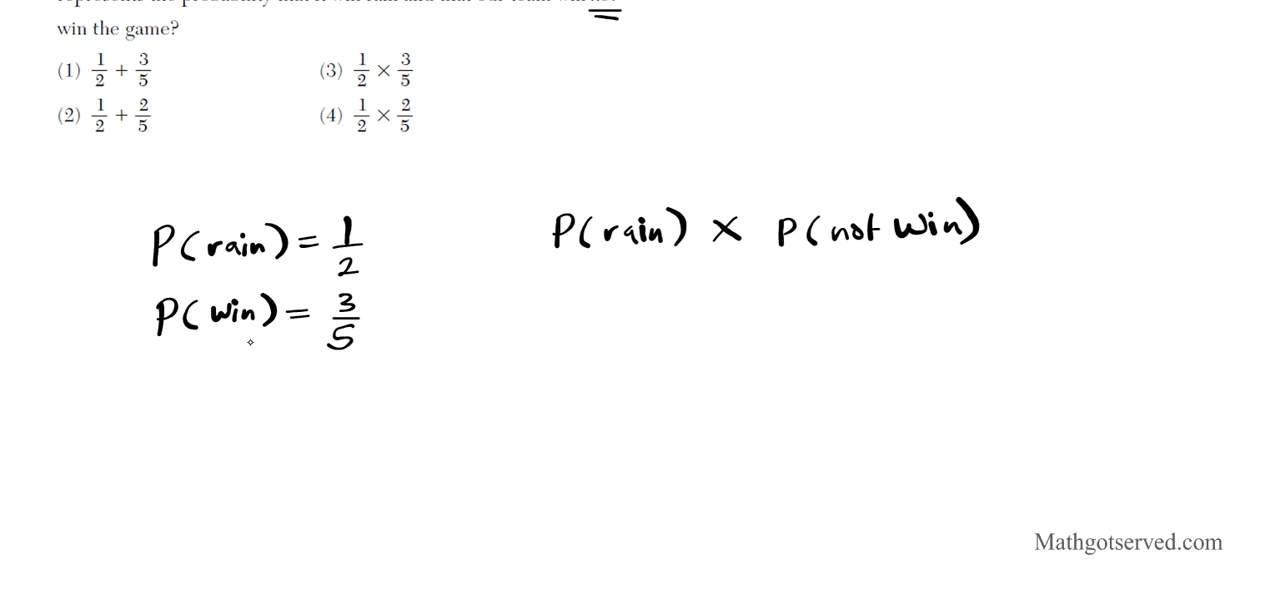 win the game?
(1) 1/2 + 3/5
(3) 1/2 × 3/5
(2) 1/2 + 2/5
(4) 1/2 × 2/5
P(rain) = 1/2
P(rain) × P(not win)
P(win) = 3/5
Mathgotserved.com